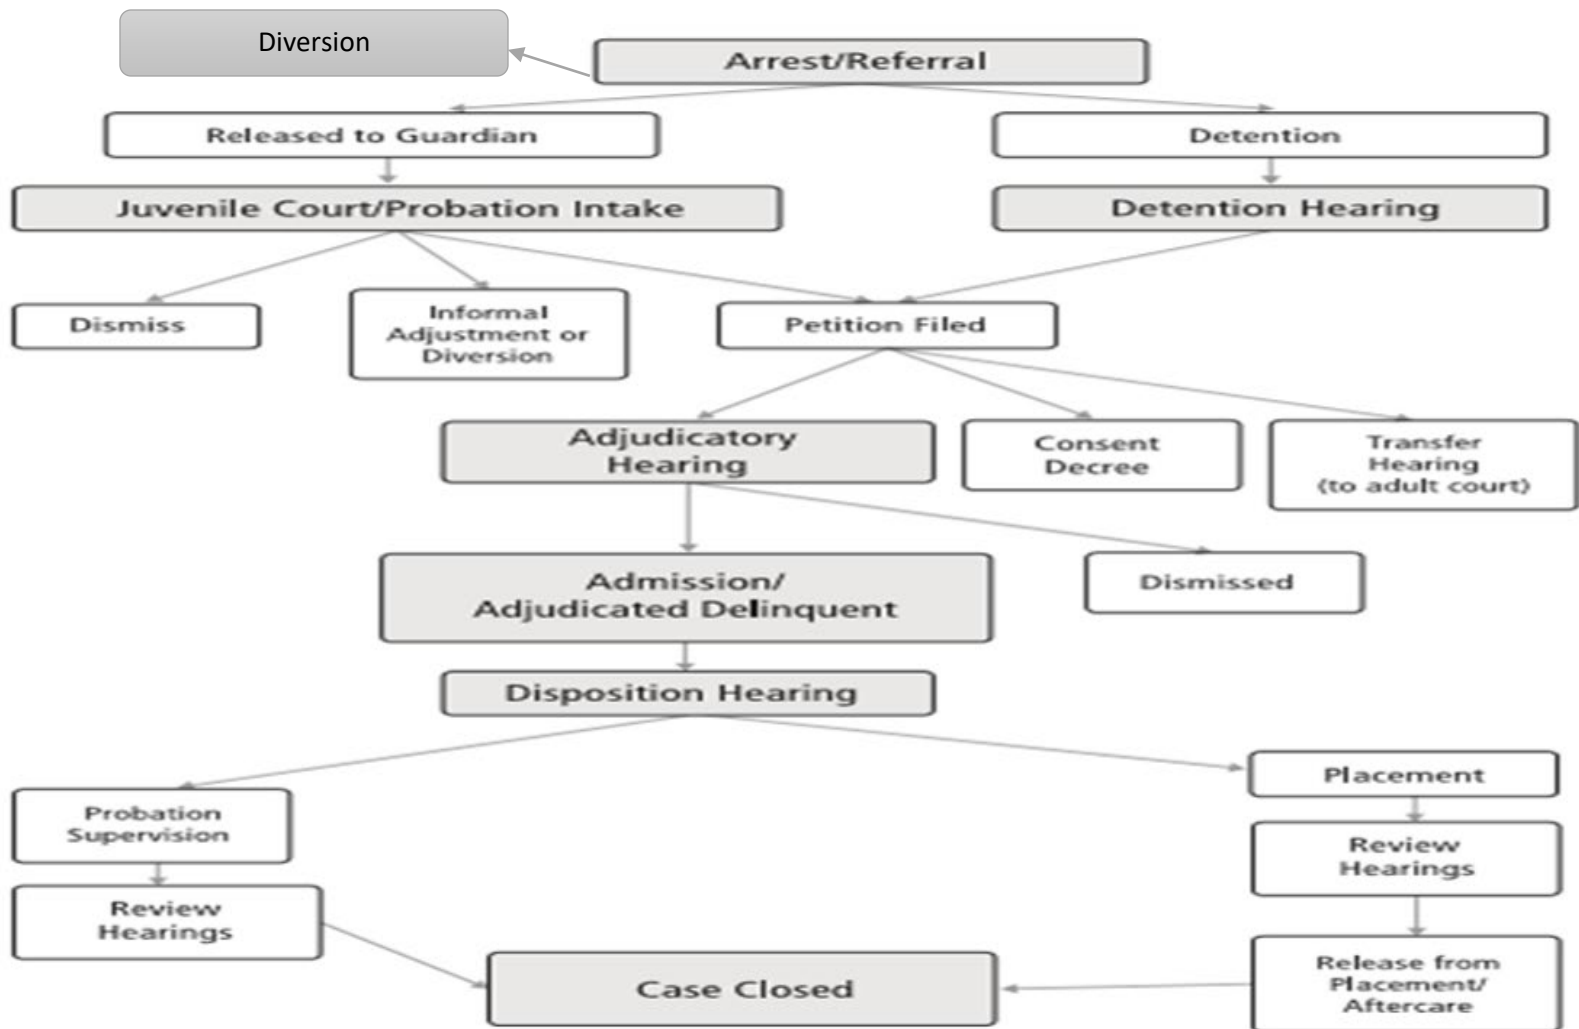 Diversion
Arrest/Referral
Released to Guardian
Detention
Juvenile Court/Probation Intake
Detention Hearing
Dismiss
Informal
Adjustment or
Diversion
Petition Filed
Adjudicatory
Hearing
Consent
Decree
Transfer
Hearing
(to adult court)
Admission/
Adjudicated Delinquent
Dismissed
Disposition Hearing
Probation
Supervision
Placement
Review
Hearings
Review
Hearings
Case Closed
Release from
Placement/
Aftercare